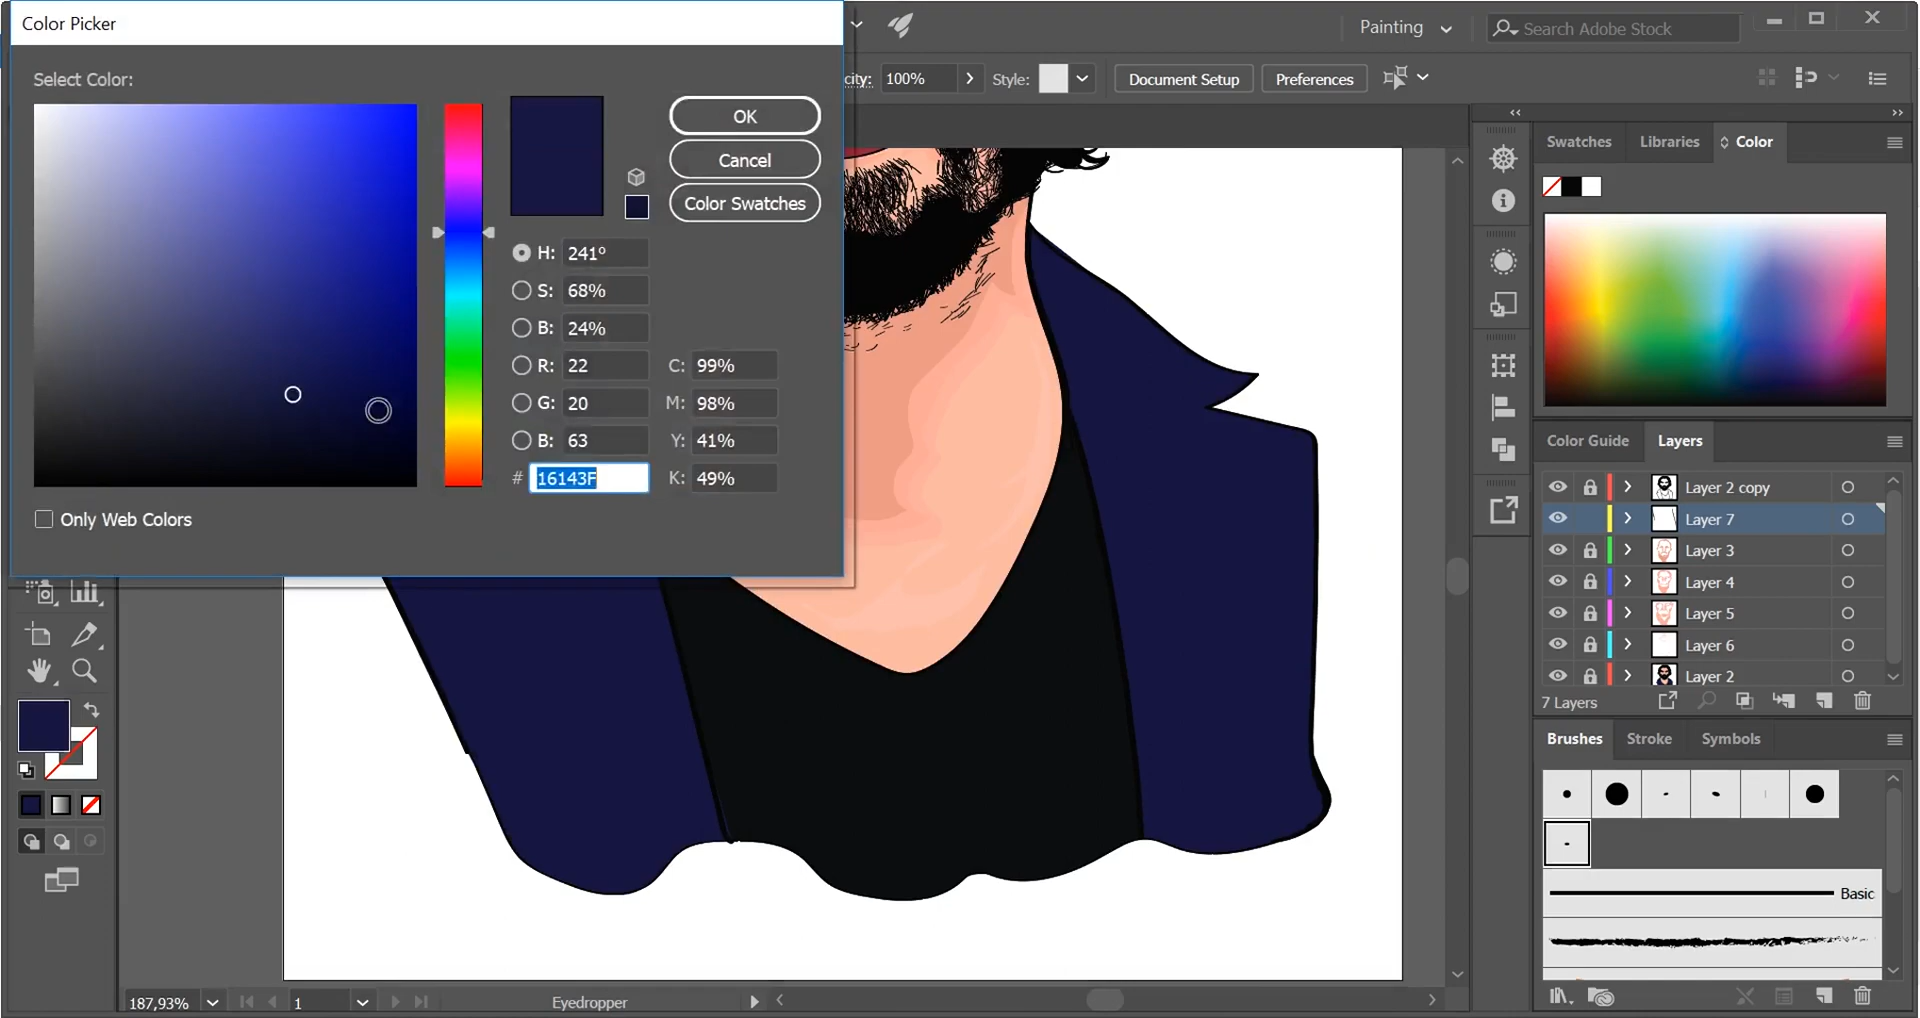 Color Picker
Select Color:
OK
Cancel
Color Swatches
H: 241°
S: 68%
B: 24%
R: 22
G: 20
B: 63
# 16143F
C: 99%
M: 98%
Y: 41%
K: 49%
Only Web Colors
Painting
Search Adobe Stock
city: 100%
Style:
Document Setup
Preferences
Swatches
Libraries
Color
Color Guide
Layers
Layer 2 copy
Layer 7
Layer 3
Layer 4
Layer 5
Layer 6
Layer 2
7 Layers
Brushes
Stroke
Symbols
Basic
187,93%
1
Eyedropper